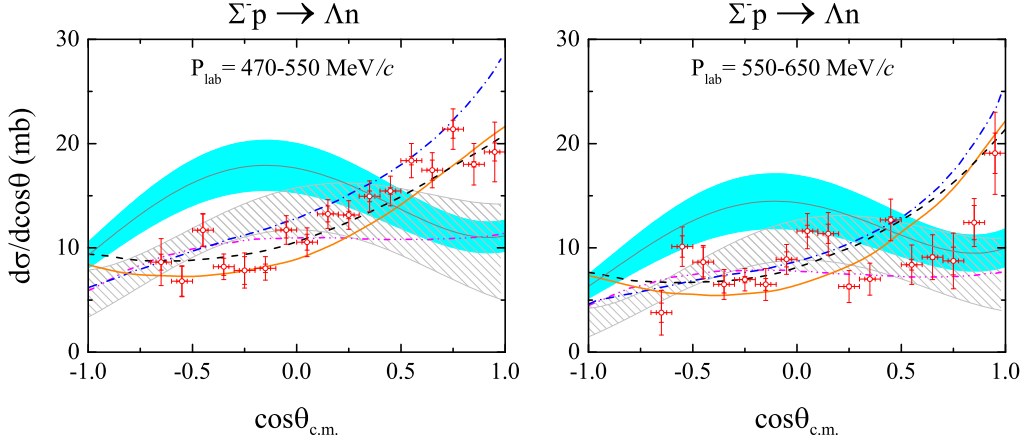 Σ⁻p → Λn
Σ⁻p → Λn
P_lab= 470-550 MeV/c
P_lab= 550-650 MeV/c
dσ/dcosθ (mb)
30
20
10
0
30
20
10
0
-1.0 -0.5 0.0 0.5 1.0
-1.0 -0.5 0.0 0.5 1.0
cosθ_c.m.
cosθ_c.m.